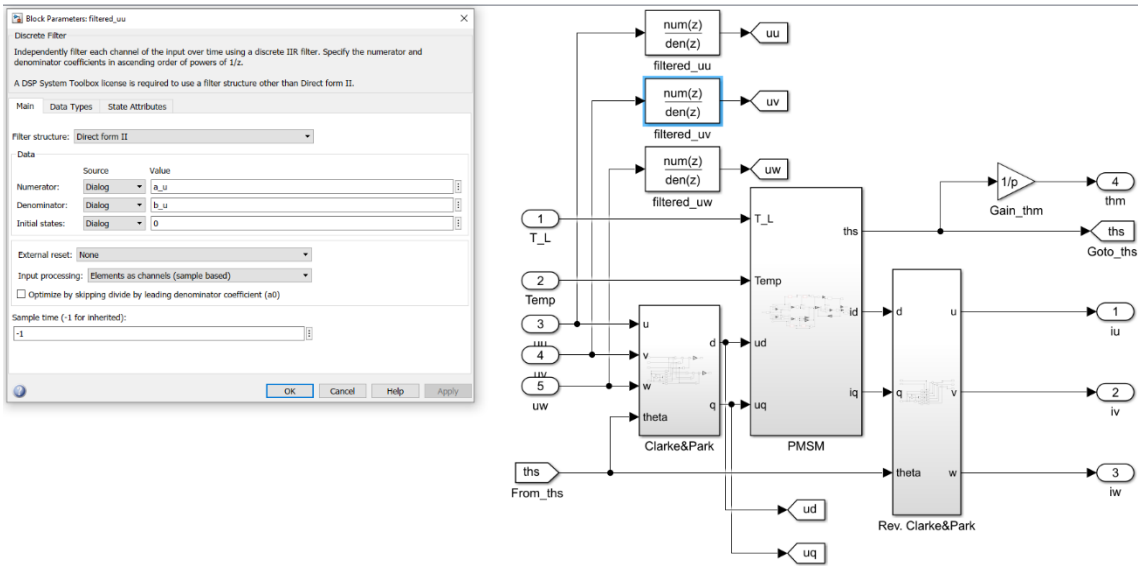 Block Parameters: filtered_uu
Discrete Filter
Independently filter each channel of the input over time using a discrete IIR filter. Specify the numerator and
denominator coefficients in ascending order of powers of 1/z.
A DSP System Toolbox license is required to use a filter structure other than Direct form II.
Main Data Types State Attributes
Filter structure: Direct form II
Data
Source Value
Numerator: Dialog a_u
Denominator: Dialog b_u
Initial states: Dialog 0
External reset: None
Input processing: Elements as channels (sample based)
Optimize by skipping divide by leading denominator coefficient (a0)
Sample time (-1 for inherited):
-1
OK Cancel Help Apply
num(z)
den(z)
uu
filtered_uu
num(z)
den(z)
uv
filtered_uv
num(z)
den(z)
uw
filtered_uw
1
T_L
2
Temp
3
uu
4
uv
5
uw
ths
From_ths
u
v
w
theta
d
q
Clarke&Park
T_L
Temp
ud
uq
ths
id
iq
PMSM
d
q
theta
u
v
w
Rev. Clarke&Park
1/p
Gain_thm
4
thm
ths
Goto_ths
1
iu
2
iv
3
iw
ud
uq